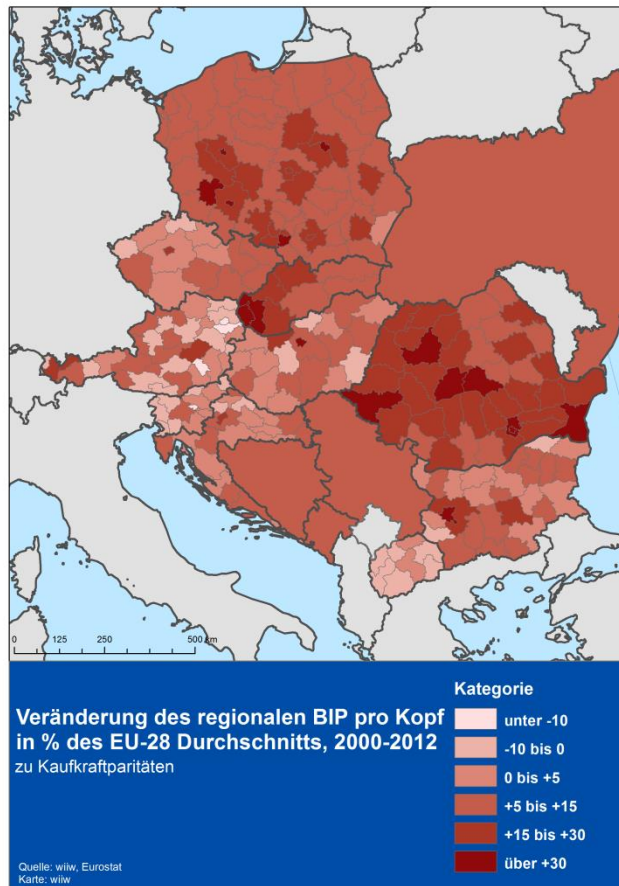 0 125 250 500 km
Veränderung des regionalen BIP pro Kopf
in % des EU-28 Durchschnitts, 2000-2012
zu Kaufkraftparitäten
Quelle: wiiw, Eurostat
Karte: wiiw
Kategorie
unter -10
-10 bis 0
0 bis +5
+5 bis +15
+15 bis +30
über +30